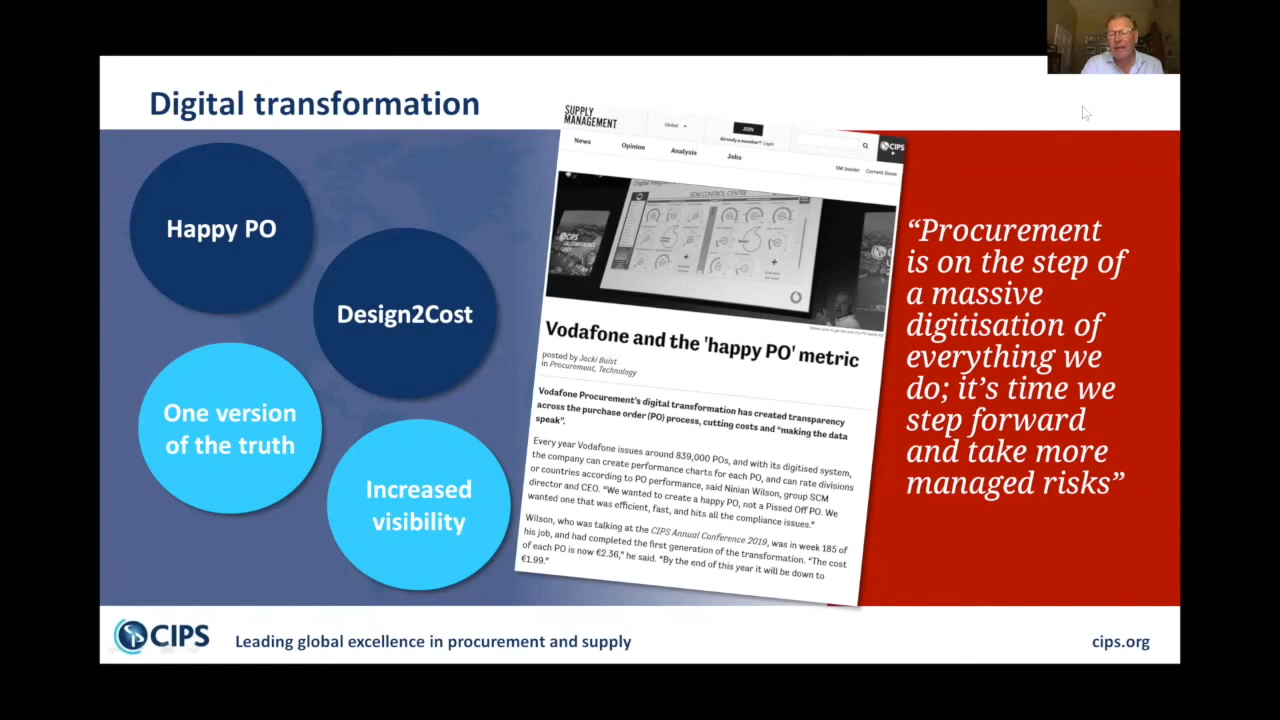 Digital transformation
Happy PO
Design2Cost
One version
of the truth
Increased
visibility
SUPPLY
MANAGEMENT
Global
JOIN
Already a member? Login
CIPS
News
Opinion
Analysis
Jobs
SM Insider
Current Issue
SCM CONTROL CENTRE
CIPS
Vodafone and the 'happy PO' metric
posted by Jacki Buist
in Procurement, Technology
Vodafone Procurement's digital transformation has created transparency
across the purchase order (PO) process, cutting costs and “making the data
speak”.
Every year Vodafone issues around 839,000 POs, and with its digitised system,
the company can create performance charts for each PO, and can rate divisions
or countries according to PO performance, said Ninian Wilson, group SCM
director and CEO. “We wanted to create a happy PO, not a Pissed Off PO. We
wanted one that was efficient, fast, and hits all the compliance issues.”
Wilson, who was talking at the CIPS Annual Conference 2019, was in week 185 of
his job, and had completed the first generation of the transformation. “The cost
of each PO is now €2.36,” he said. “By the end of this year it will be down to
€1.99.”
“Procurement
is on the step of
a massive
digitisation of
everything we
do; it’s time we
step forward
and take more
managed risks”
CIPS
Leading global excellence in procurement and supply
cips.org